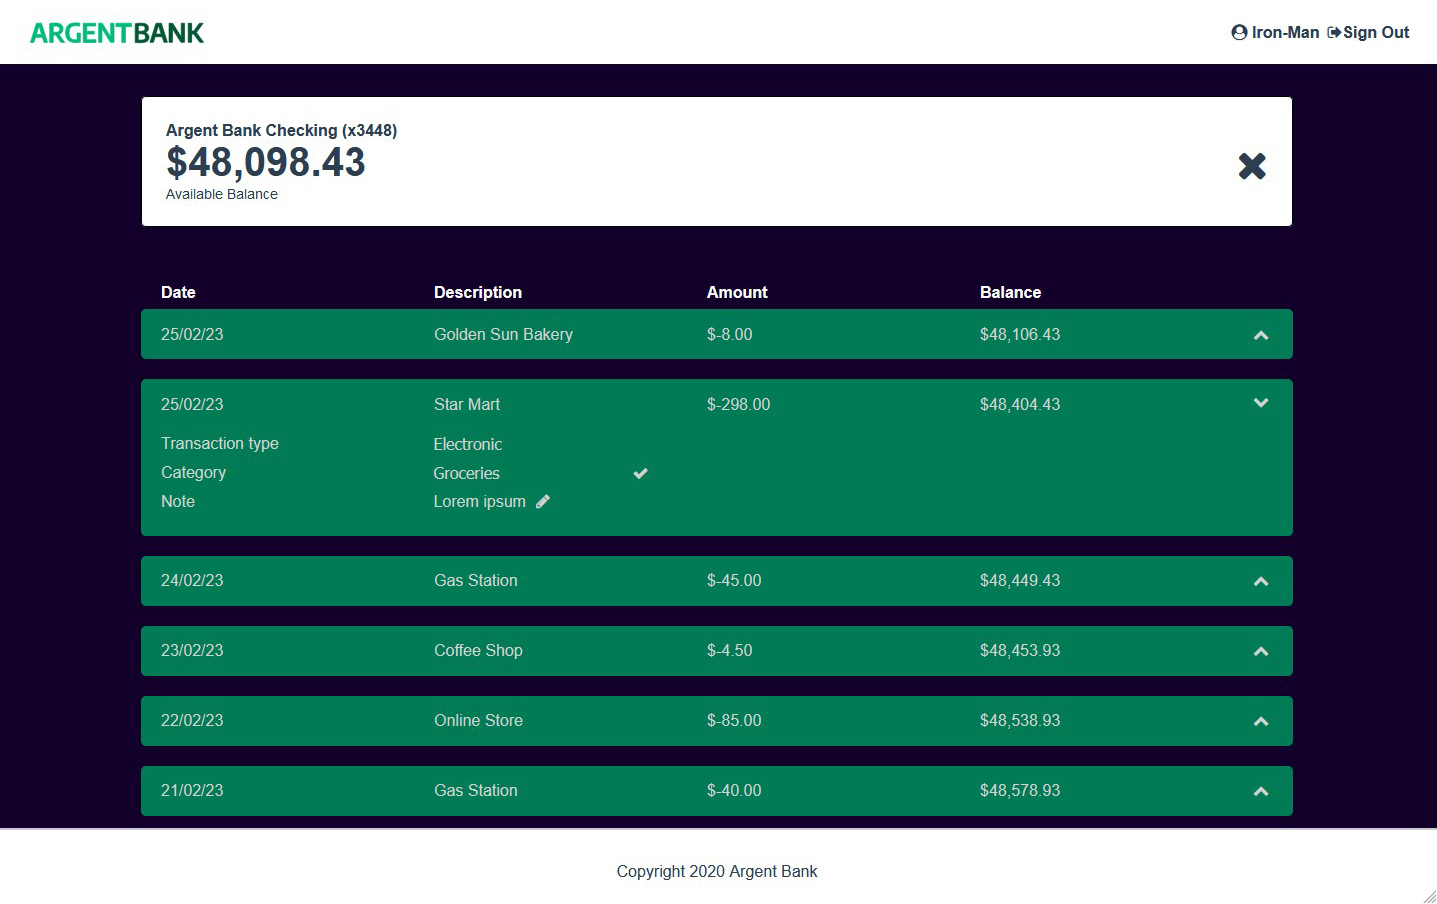 ARGENTBANK
Iron-Man Sign Out
Argent Bank Checking (x3448)
$48,098.43
Available Balance
Date Description Amount Balance
25/02/23 Golden Sun Bakery $-8.00 $48,106.43
25/02/23 Star Mart $-298.00 $48,404.43
Transaction type Electronic
Category Groceries
Note Lorem ipsum
24/02/23 Gas Station $-45.00 $48,449.43
23/02/23 Coffee Shop $-4.50 $48,453.93
22/02/23 Online Store $-85.00 $48,538.93
21/02/23 Gas Station $-40.00 $48,578.93
Copyright 2020 Argent Bank